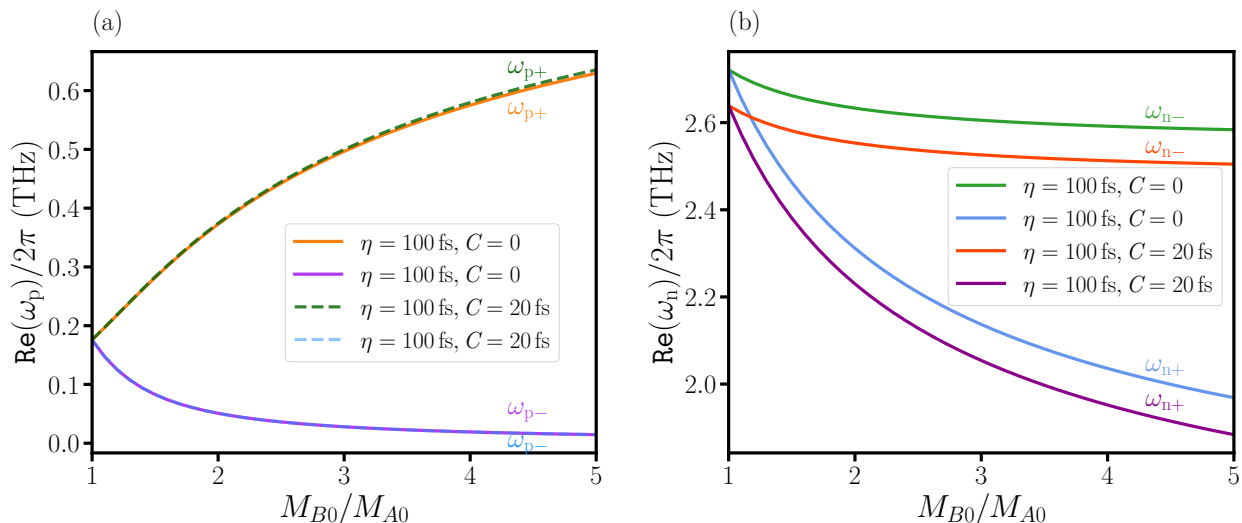 (a)
Re(ω_p)/2π (THz)
0.6
0.5
0.4
0.3
0.2
0.1
0.0
ω_p+
ω_p+
η = 100 fs, C = 0
η = 100 fs, C = 0
η = 100 fs, C = 20 fs
η = 100 fs, C = 20 fs
ω_p−
ω_p−
1 2 3 4 5
M_B0/M_A0
(b)
Re(ω_n)/2π (THz)
2.6
2.4
2.2
2.0
ω_n−
ω_n−
η = 100 fs, C = 0
η = 100 fs, C = 0
η = 100 fs, C = 20 fs
η = 100 fs, C = 20 fs
ω_n+
ω_n+
1 2 3 4 5
M_B0/M_A0